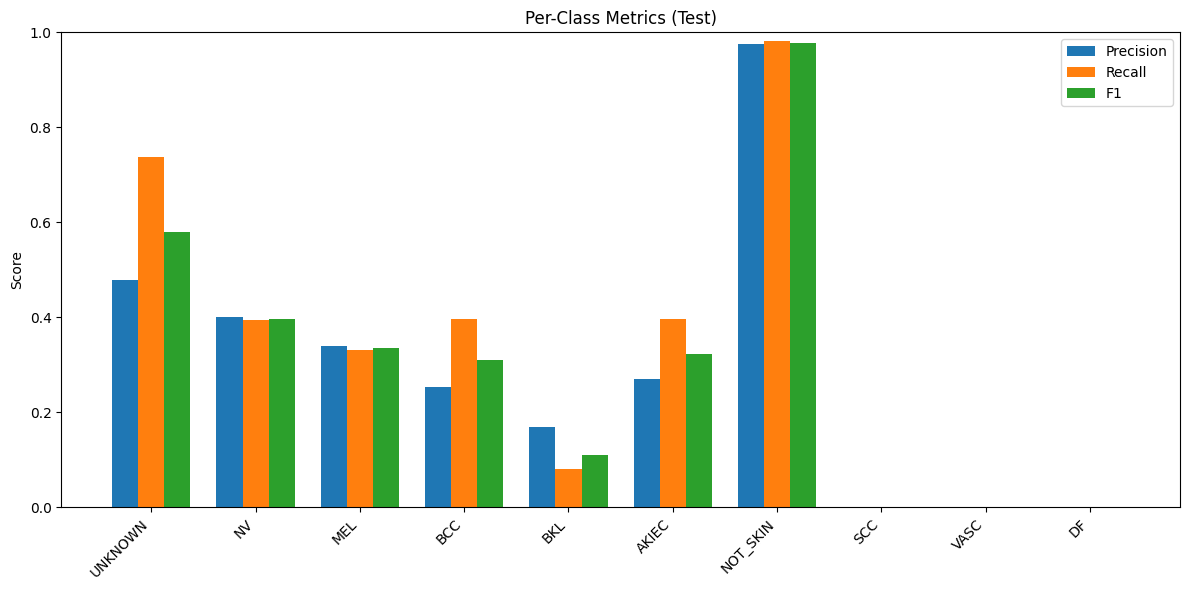 Per-Class Metrics (Test)
Precision
Recall
F1
Score
1.0
0.8
0.6
0.4
0.2
0.0
UNKNOWN
NV
MEL
BCC
BKL
AKIEC
NOT_SKIN
SCC
VASC
DF